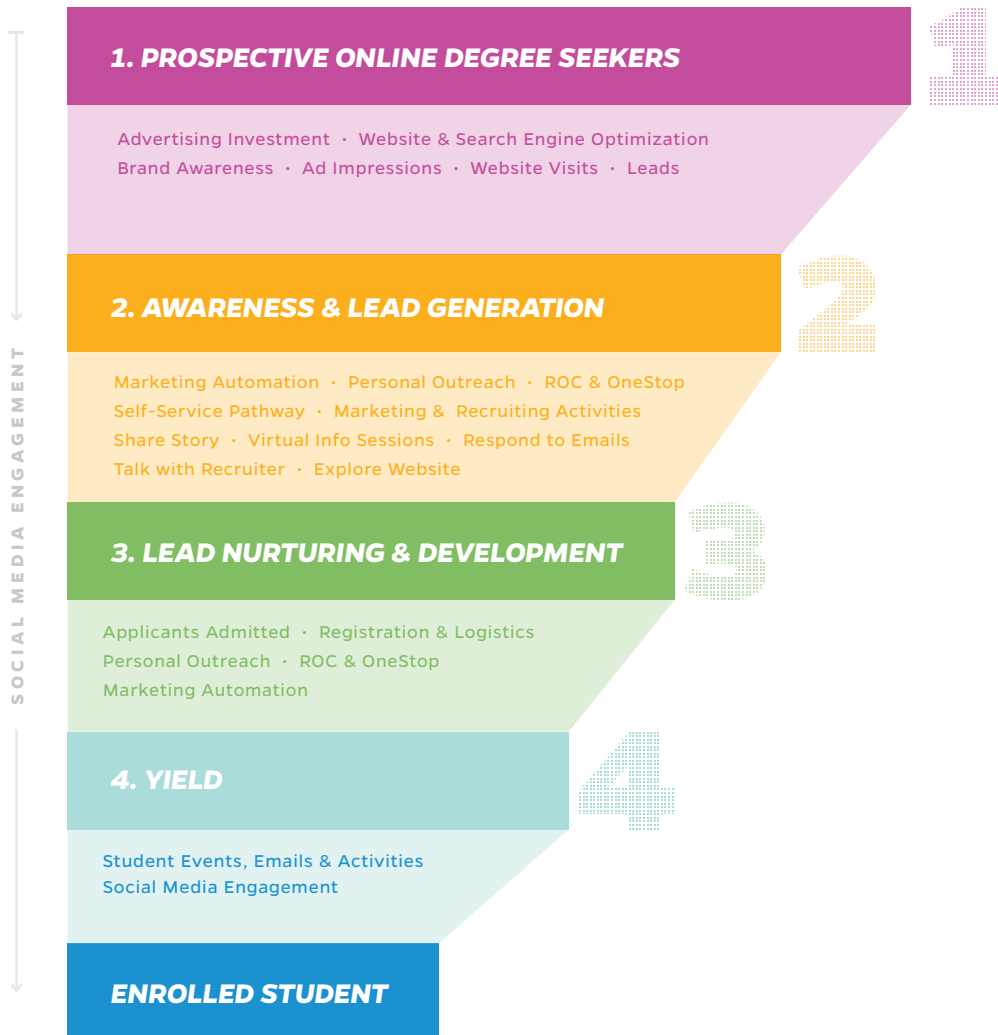 1. PROSPECTIVE ONLINE DEGREE SEEKERS
1
Advertising Investment · Website & Search Engine Optimization
Brand Awareness · Ad Impressions · Website Visits · Leads
2. AWARENESS & LEAD GENERATION
2
Marketing Automation · Personal Outreach · ROC & OneStop
Self-Service Pathway · Marketing & Recruiting Activities
Share Story · Virtual Info Sessions · Respond to Emails
Talk with Recruiter · Explore Website
3. LEAD NURTURING & DEVELOPMENT
3
Applicants Admitted · Registration & Logistics
Personal Outreach · ROC & OneStop
Marketing Automation
4. YIELD
4
Student Events, Emails & Activities
Social Media Engagement
ENROLLED STUDENT
SOCIAL MEDIA ENGAGEMENT